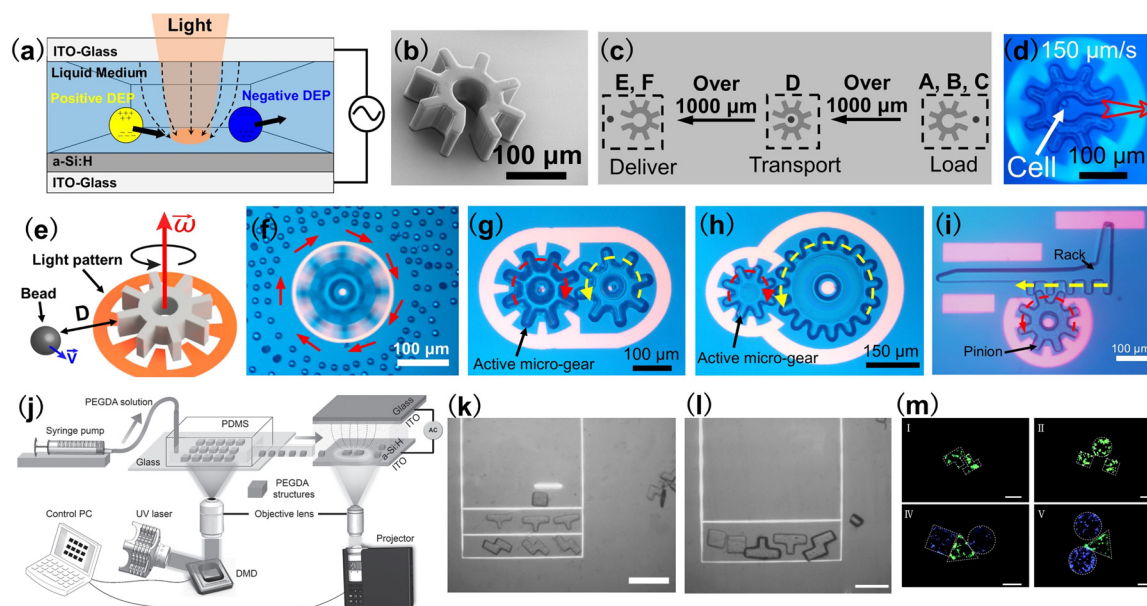 (a)
Light
ITO-Glass
Liquid Medium
Positive DEP
Negative DEP
a-Si:H
ITO-Glass
(b)
100 µm
(c)
E, F
Over
1000 µm
D
Over
1000 µm
A, B, C
Deliver
Transport
Load
(d)
150 µm/s
Cell
100 µm
(e)
ω
Light pattern
Bead
D
v
(f)
100 µm
(g)
Active micro-gear
100 µm
(h)
Active micro-gear
150 µm
(i)
Rack
Pinion
100 µm
(j)
PEGDA solution
Syringe pump
PDMS
Glass
Glass
ITO
AC
a-Si:H
ITO
PEGDA
structures
Control PC
UV laser
Objective lens
Projector
DMD
(k)
(l)
(m)
I
II
IV
V